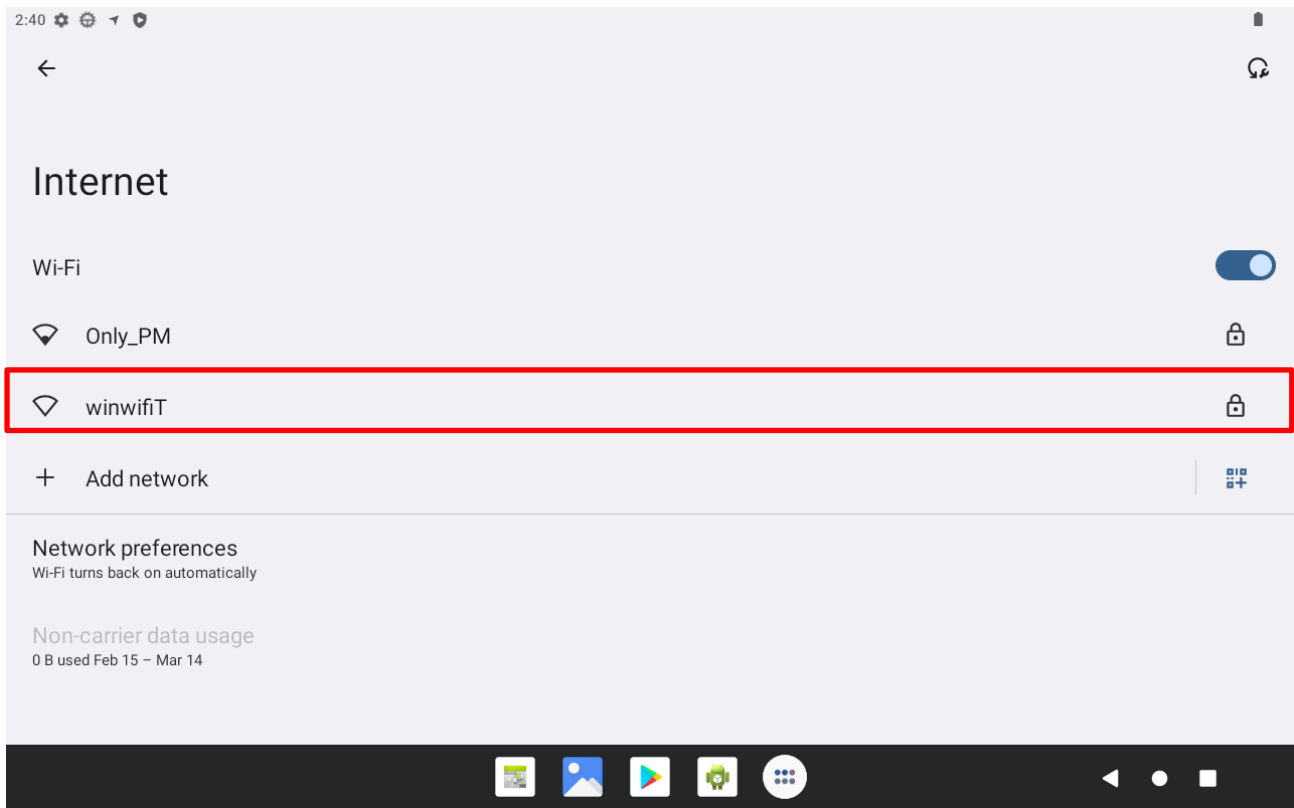 2:40
Internet
Wi-Fi
Only_PM
winwifiT
Add network
Network preferences
Wi-Fi turns back on automatically
Non-carrier data usage
0 B used Feb 15 – Mar 14